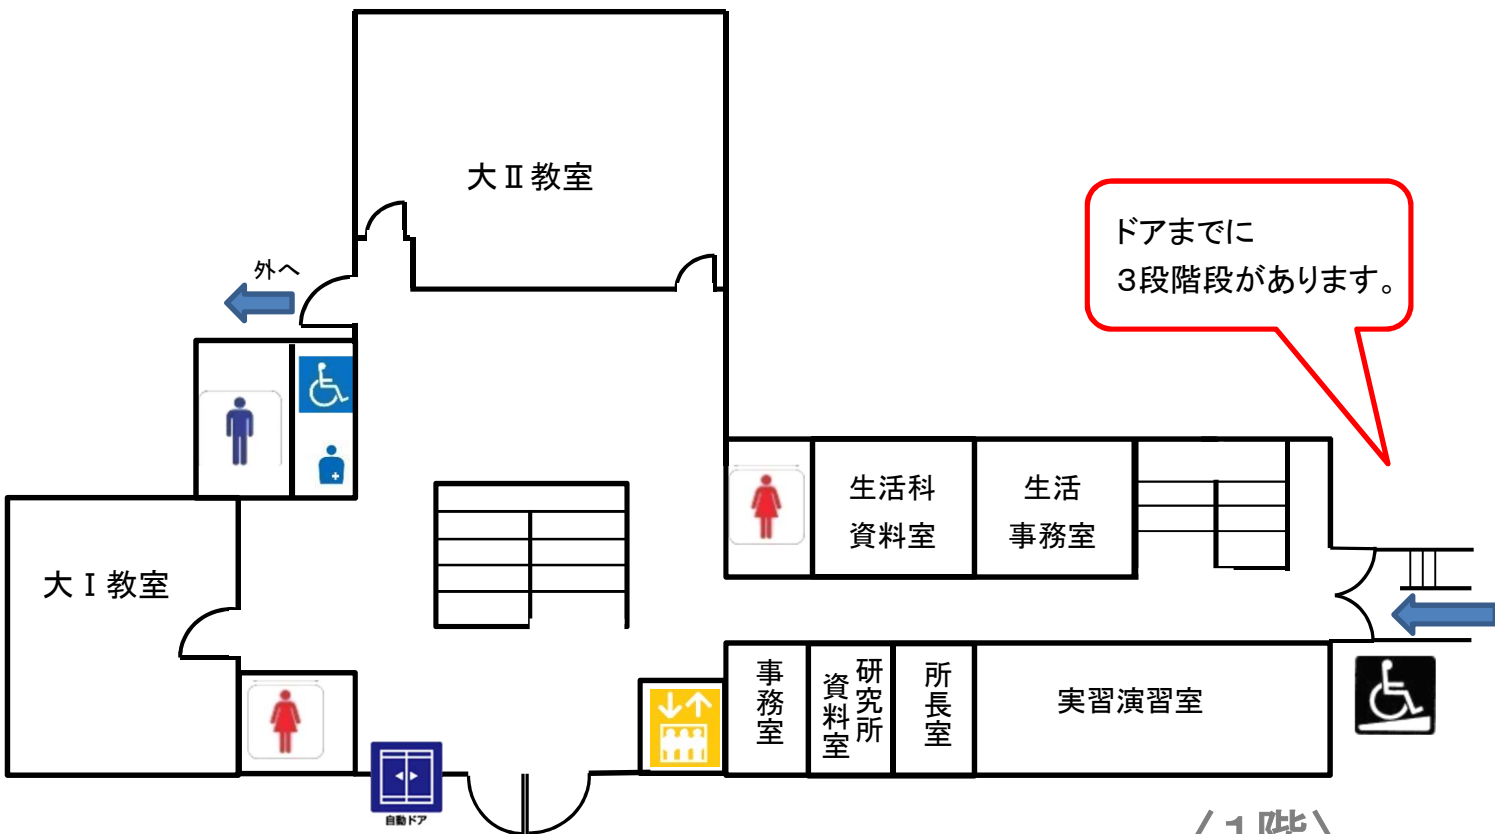 大Ⅱ教室
外へ
ドアまでに
３段階段があります。
生活科
資料室
生活
事務室
大Ⅰ教室
事務室
研究所
資料室
所長室
実習演習室
自動ドア
1階